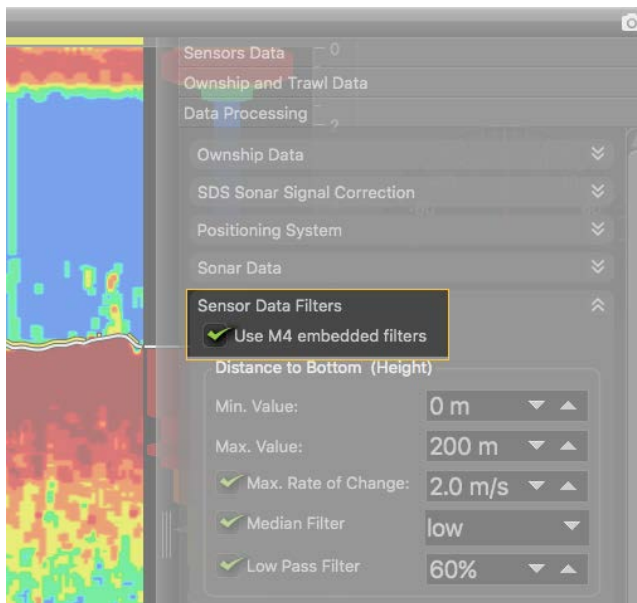 Sensors Data
0
Ownship and Trawl Data
Data Processing
-2
Ownship Data
SDS Sonar Signal Correction
Positioning System
Sonar Data
Sensor Data Filters
Use M4 embedded filters
Distance to Bottom (Height)
Min. Value: 0 m
Max. Value: 200 m
Max. Rate of Change: 2.0 m/s
Median Filter low
Low Pass Filter 60%